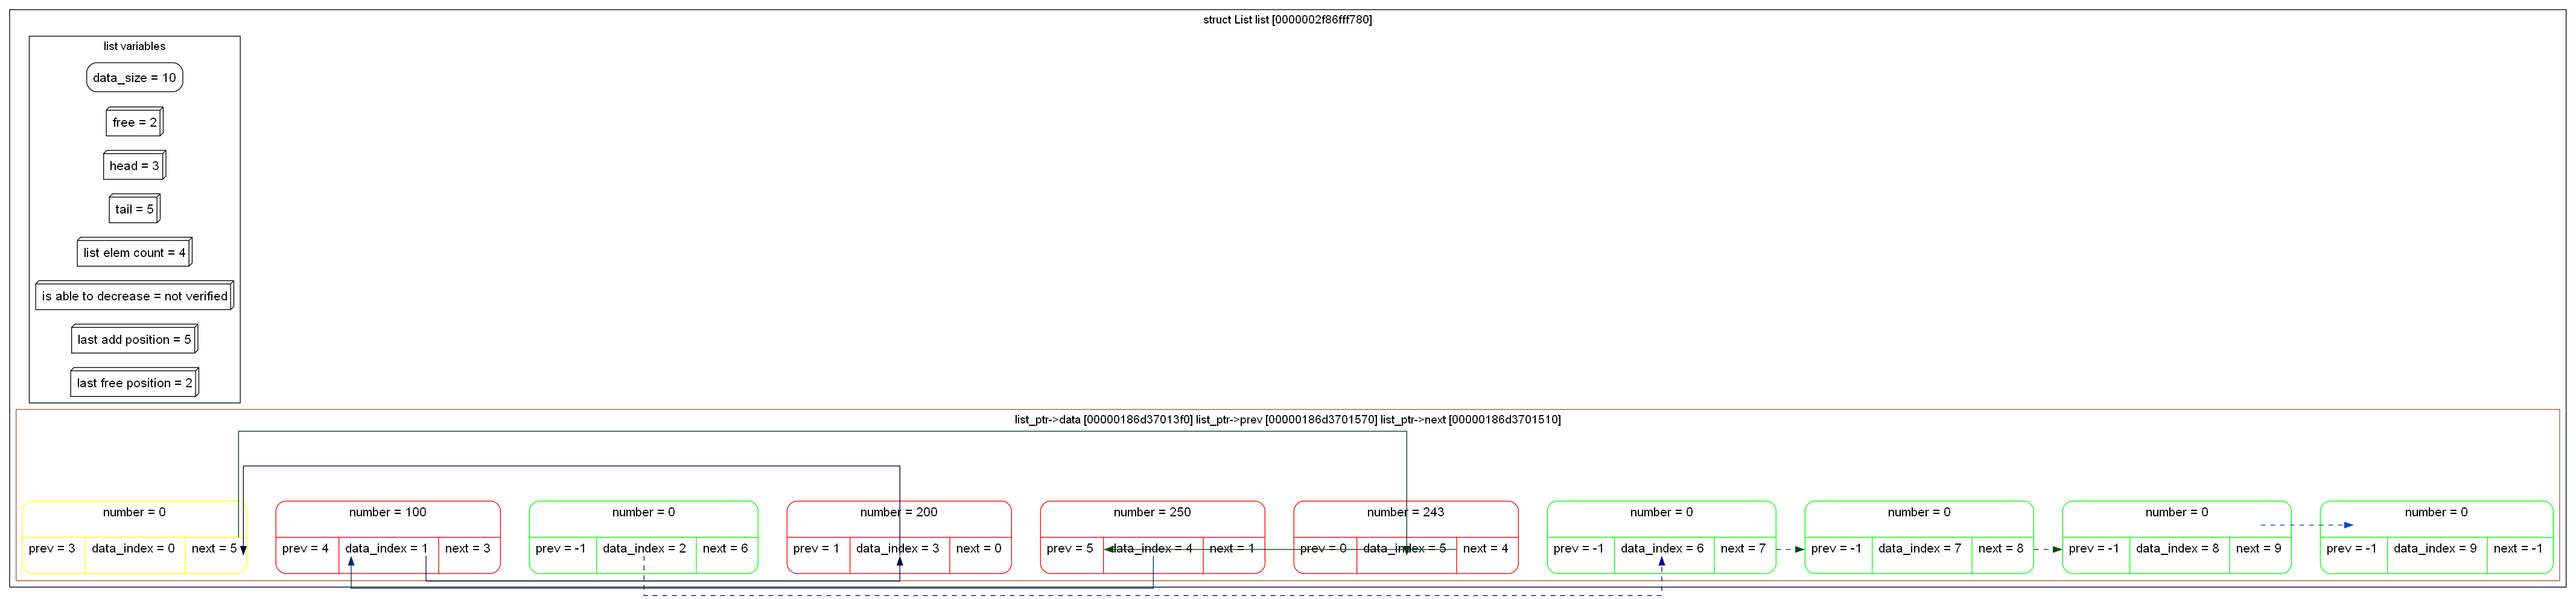 struct List list [0000002f86fff780]
list variables
data_size = 10
free = 2
head = 3
tail = 5
list elem count = 4
is able to decrease = not verified
last add position = 5
last free position = 2
list_ptr->data [00000186d37013f0] list_ptr->prev [00000186d3701570] list_ptr->next [00000186d3701510]
number = 0
prev = 3 data_index = 0 next = 5
number = 100
prev = 4 data_index = 1 next = 3
number = 0
prev = -1 data_index = 2 next = 6
number = 200
prev = 1 data_index = 3 next = 0
number = 250
prev = 5 data_index = 4 next = 1
number = 243
prev = 0 data_index = 5 next = 4
number = 0
prev = -1 data_index = 6 next = 7
number = 0
prev = -1 data_index = 7 next = 8
number = 0
prev = -1 data_index = 8 next = 9
number = 0
prev = -1 data_index = 9 next = -1